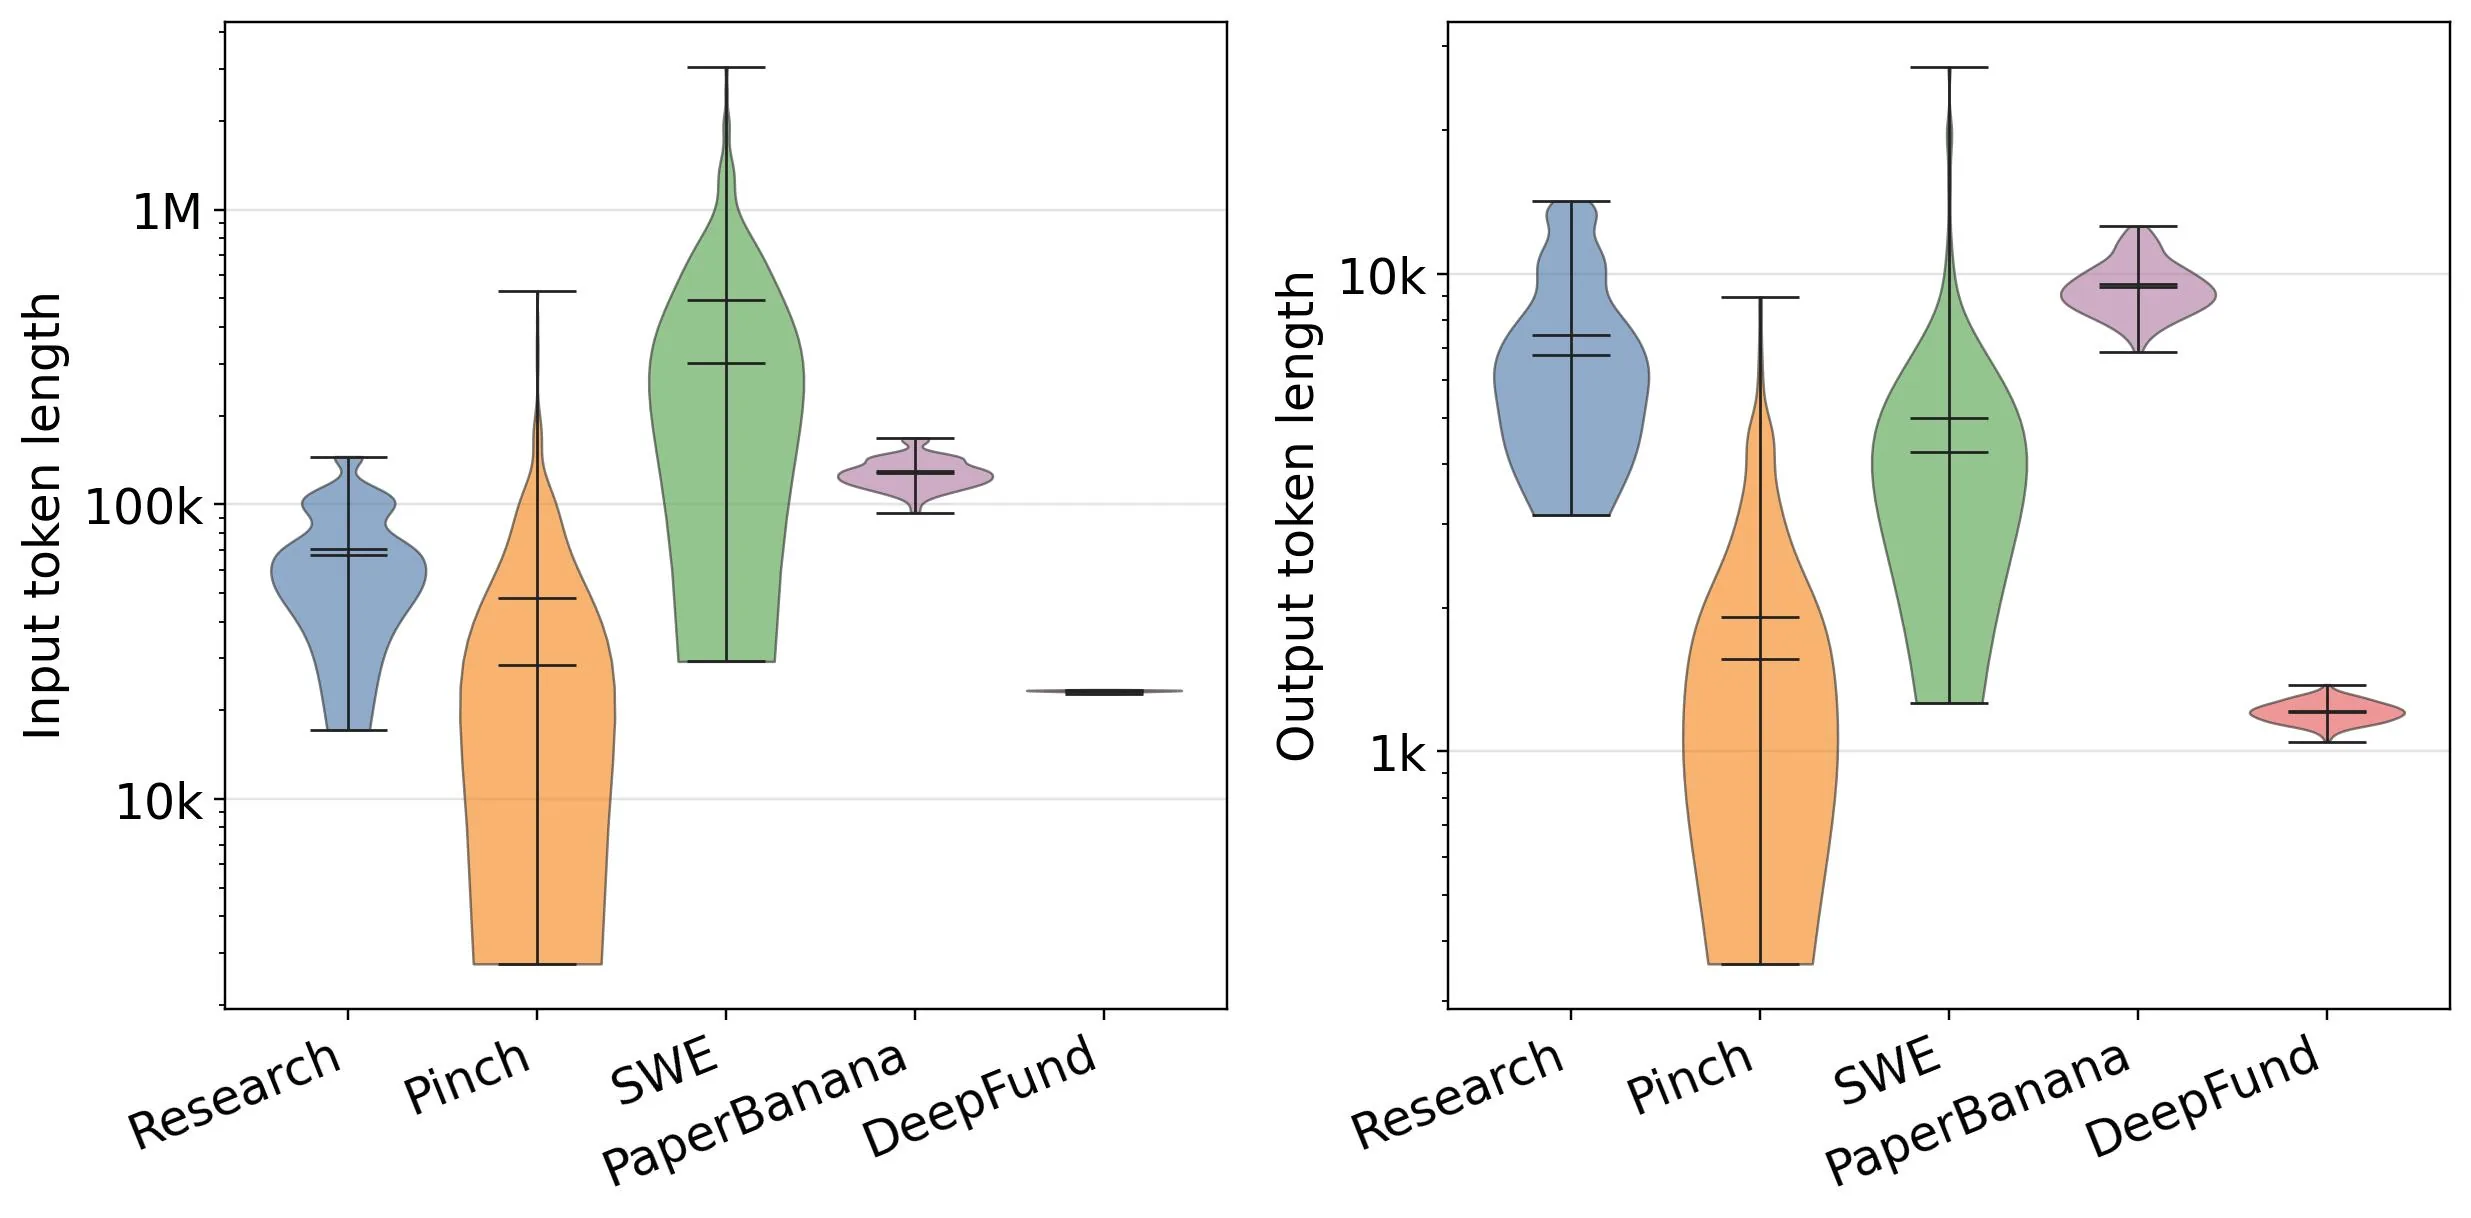 Input token length
1M
100k
10k
Research
Pinch
SWE
PaperBanana
DeepFund
Output token length
10k
1k
Research
Pinch
SWE
PaperBanana
DeepFund